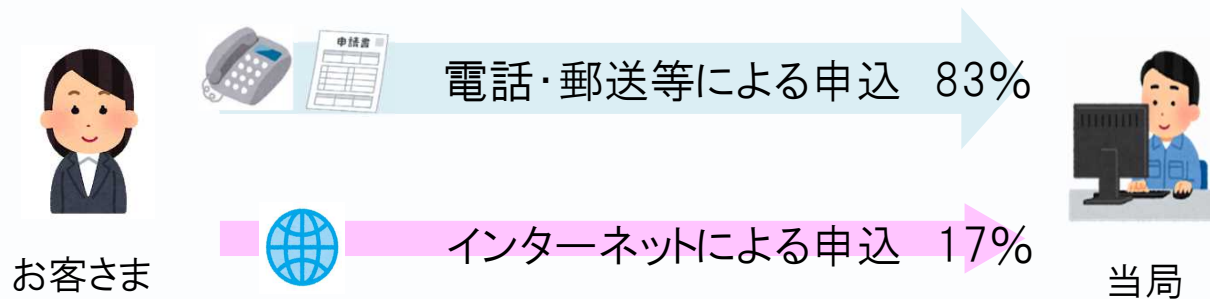 申請書
電話・郵送等による申込 83%
インターネットによる申込 17%
お客さま
当局